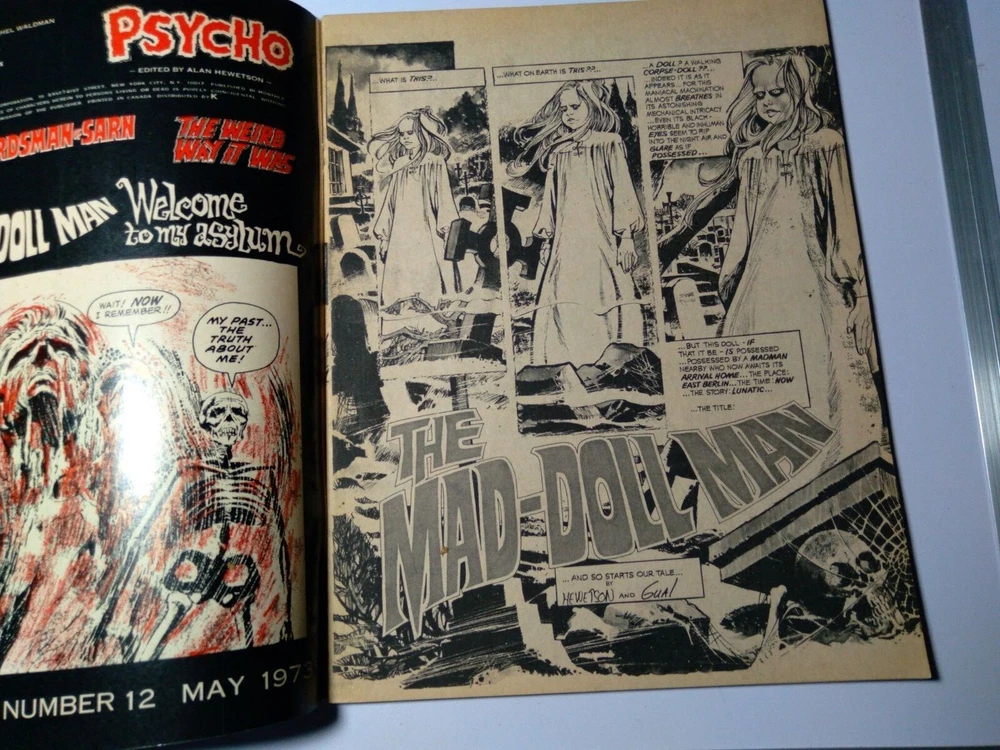 HEL WALDMAN
PSYCHO
— EDITED BY ALAN HEWETSON —
RDSMAN OF SARN
THE WEIRD
WAY IT WAS
DOLL MAN
Welcome
to my asylum
WAIT! NOW
I REMEMBER!!
MY PAST...
THE
TRUTH
ABOUT
ME!
NUMBER 12 MAY 1973
...WHAT IS THIS?..
...WHAT ON EARTH IS THIS??...
...A DOLL? A WALKING
CORPSE-DOLL??...
...INDEED IT IS AS IT
APPEARS...FOR THIS
MANIACAL MACHINATION
ALMOST BREATHES IN
ITS ASTONISHING
MECHANICAL INTRICACY
...EVEN ITS BLACK-
HORRIBLE AND INHUMAN
EYES SEEM TO RIP
INTO THE NIGHT AIR AND
GLARE AS IF
POSSESSED...
...BUT THIS DOLL - IF
THAT IT BE - IS POSSESSED
...POSSESSED BY A MADMAN
NEARBY WHO NOW AWAITS ITS
ARRIVAL HOME...THE PLACE:
EAST BERLIN...THE TIME: NOW
...THE STORY: LUNATIC...
...THE TITLE:
THE
MAD-DOLL MAN
...AND SO STARTS OUR TALE...
BY
HEWETSON AND GUAL